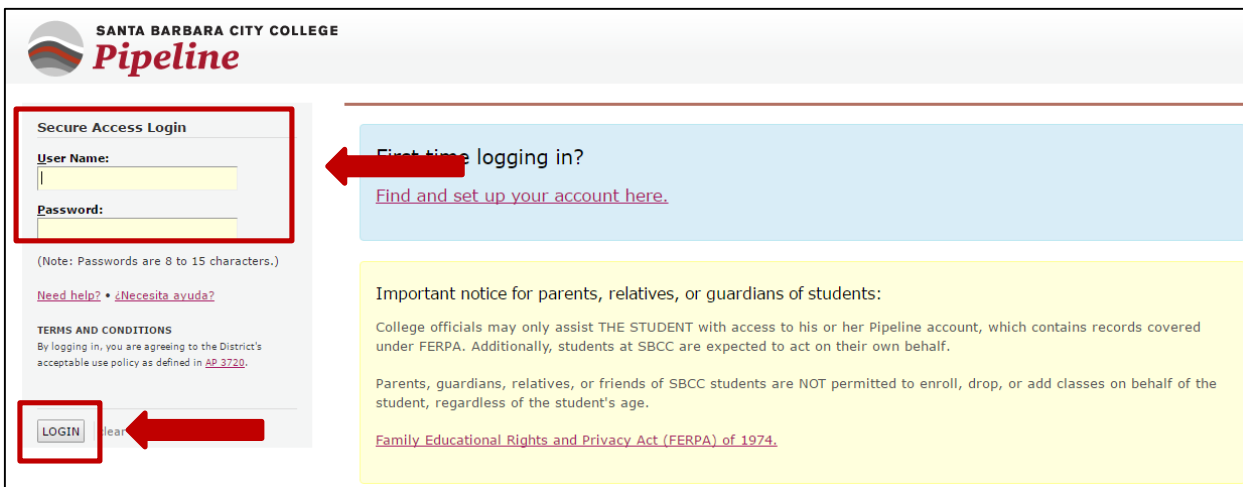 SANTA BARBARA CITY COLLEGE
Pipeline
Secure Access Login
User Name:
Password:
(Note: Passwords are 8 to 15 characters.)
Need help? • ¿Necesita ayuda?
TERMS AND CONDITIONS
By logging in, you are agreeing to the District's
acceptable use policy as defined in AP 3720.
LOGIN
First time logging in?
Find and set up your account here.
Important notice for parents, relatives, or guardians of students:
College officials may only assist THE STUDENT with access to his or her Pipeline account, which contains records covered
under FERPA. Additionally, students at SBCC are expected to act on their own behalf.
Parents, guardians, relatives, or friends of SBCC students are NOT permitted to enroll, drop, or add classes on behalf of the
student, regardless of the student's age.
Family Educational Rights and Privacy Act (FERPA) of 1974.